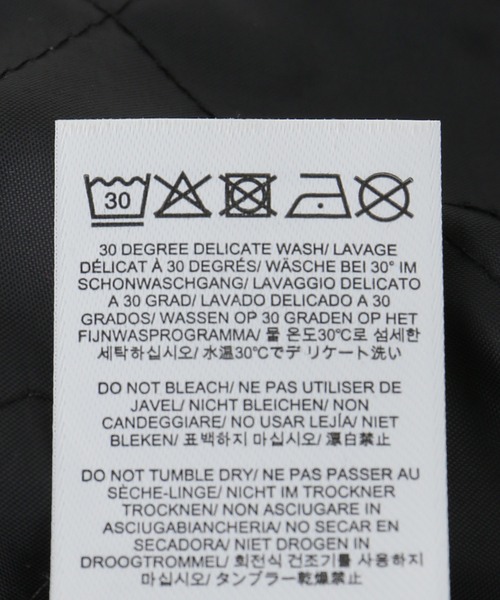 30
30 DEGREE DELICATE WASH/ LAVAGE
DÉLICAT À 30 DEGRÉS/ WÄSCHE BEI 30° IM
SCHONWASCHGANG/ LAVAGGIO DELICATO
A 30 GRAD/ LAVADO DELICADO A 30
GRADOS/ WASSEN OP 30 GRADEN OP HET
FIJNWASPROGRAMMA/ 물 온도30℃로 섬세한
세탁하십시오/ 水温30℃でデリケート洗い
DO NOT BLEACH/ NE PAS UTILISER DE
JAVEL/ NICHT BLEICHEN/ NON
CANDEGGIARE/ NO USAR LEJÍA/ NIET
BLEKEN/ 표백하지 마십시오/ 漂白禁止
DO NOT TUMBLE DRY/ NE PAS PASSER AU
SÈCHE-LINGE/ NICHT IM TROCKNER
TROCKNEN/ NON ASCIUGARE IN
ASCIUGABIANCHERIA/ NO SECAR EN
SECADORA/ NIET DROGEN IN
DROOGTROMMEL/ 회전식 건조기를 사용하지
마십시오/ タンブラー乾燥禁止